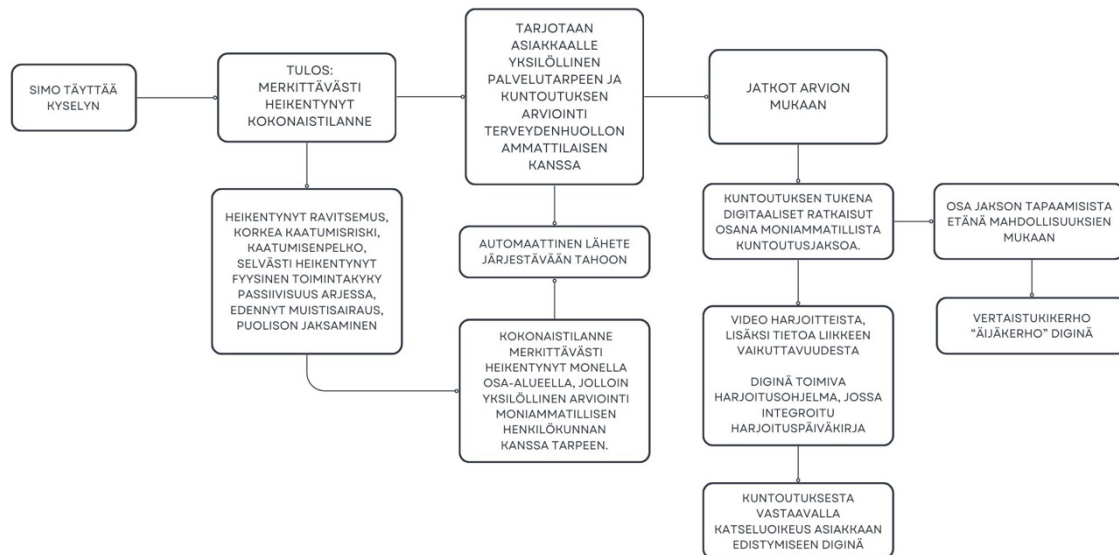 SIMO TÄYTTÄÄ
KYSELYN
TULOS:
MERKITTÄVÄSTI
HEIKENTYNYT
KOKONAISTILANNE
TARJOTAAN
ASIAKKAALLE
YKSILÖLLINEN
PALVELUTARPEEN JA
KUNTOUTUKSEN
ARVIOINTI
TERVEYDENHUOLLON
AMMATTILAISEN
KANSSA
JATKOT ARVION
MUKAAN
HEIKENTYNYT RAVITSEMUS,
KORKEA KAATUMISRISKI,
KAATUMISENPELKO,
SELVÄSTI HEIKENTYNYT
FYYSINEN TOIMINTAKYKY
PASSIIVISUUS ARJESSA,
EDENNYT MUISTISAIRAUS,
PUOLISON JAKSAMINEN
AUTOMAATTINEN LÄHETE
JÄRJESTÄVÄÄN TAHOON
KOKONAISTILANNE
MERKITTÄVÄSTI
HEIKENTYNYT MONELLA
OSA-ALUEELLA, JOLLOIN
YKSILÖLLINEN ARVIOINTI
MONIAMMATILLISEN
HENKILÖKUNNAN
KANSSA TARPEEN.
KUNTOUTUKSEN TUKENA
DIGITAALISET RATKAISUT
OSANA MONIAMMATILLISTA
KUNTOUTUSJAKSOA.
OSA JAKSON TAPAAMISISTA
ETÄNÄ MAHDOLLISUUKSIEN
MUKAAN
VERTAISTUKIKERHO
“ÄIJÄKERHO” DIGINÄ
VIDEO HARJOITTEISTA,
LISÄKSI TIETOA LIIKKEEN
VAIKUTTAVUUDESTA
DIGINÄ TOIMIVA
HARJOITUSOHJELMA, JOSSA
INTEGROITU
HARJOITUSPÄIVÄKIRJA
KUNTOUTUKSESTA
VASTAAVALLA
KATSELUOIKEUS ASIAKKAAN
EDISTYMISEEN DIGINÄ